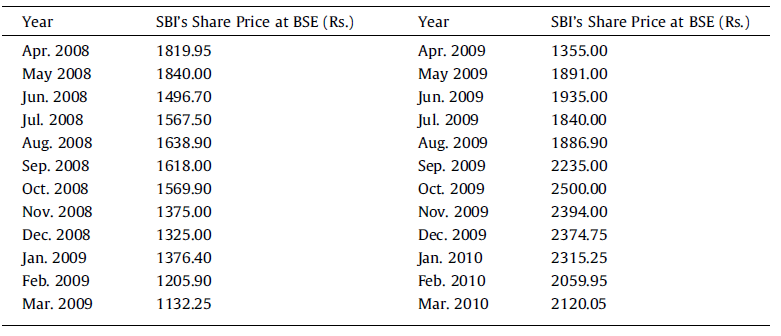 Year SBI's Share Price at BSE (Rs.) Year SBI's Share Price at BSE (Rs.)
Apr. 2008 1819.95 Apr. 2009 1355.00
May 2008 1840.00 May 2009 1891.00
Jun. 2008 1496.70 Jun. 2009 1935.00
Jul. 2008 1567.50 Jul. 2009 1840.00
Aug. 2008 1638.90 Aug. 2009 1886.90
Sep. 2008 1618.00 Sep. 2009 2235.00
Oct. 2008 1569.90 Oct. 2009 2500.00
Nov. 2008 1375.00 Nov. 2009 2394.00
Dec. 2008 1325.00 Dec. 2009 2374.75
Jan. 2009 1376.40 Jan. 2010 2315.25
Feb. 2009 1205.90 Feb. 2010 2059.95
Mar. 2009 1132.25 Mar. 2010 2120.05